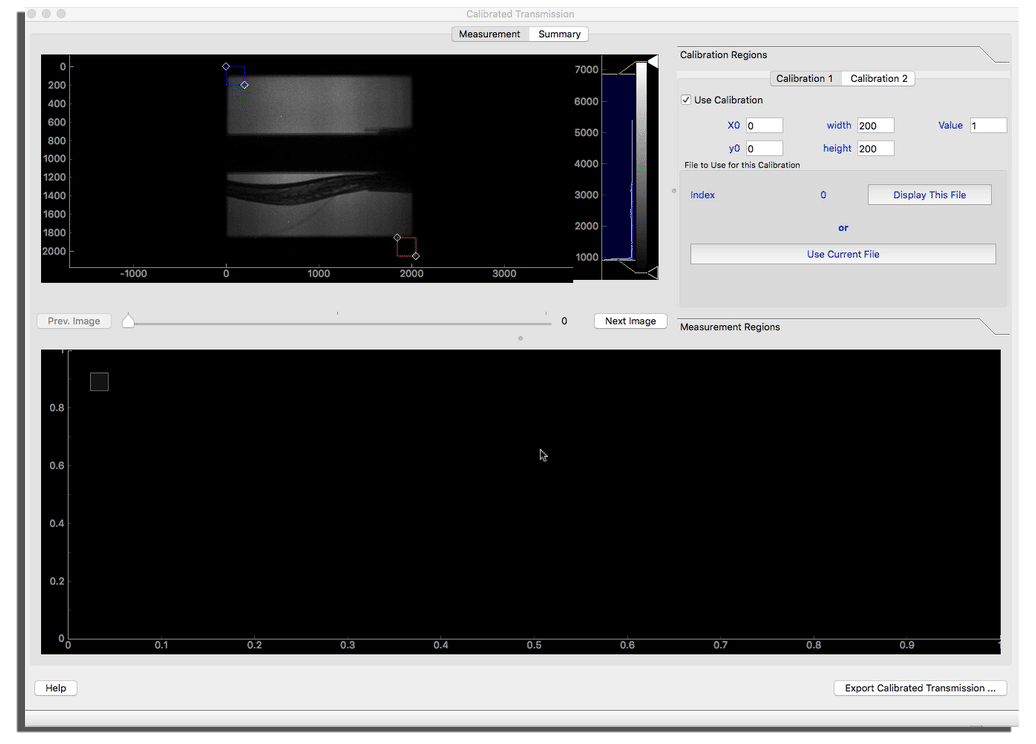 Calibrated Transmission
Measurement Summary
0
200
400
600
800
1000
1200
1400
1600
1800
2000
-1000 0 1000 2000 3000
7000
6000
5000
4000
3000
2000
1000
Calibration Regions
Calibration 1 Calibration 2
Use Calibration
X0 0 width 200 Value 1
y0 0 height 200
File to Use for this Calibration
Index 0 Display This File
or
Use Current File
Prev. Image 0 Next Image
Measurement Regions
1
0.8
0.6
0.4
0.2
0
0 0.1 0.2 0.3 0.4 0.5 0.6 0.7 0.8 0.9 1
Help Export Calibrated Transmission ...